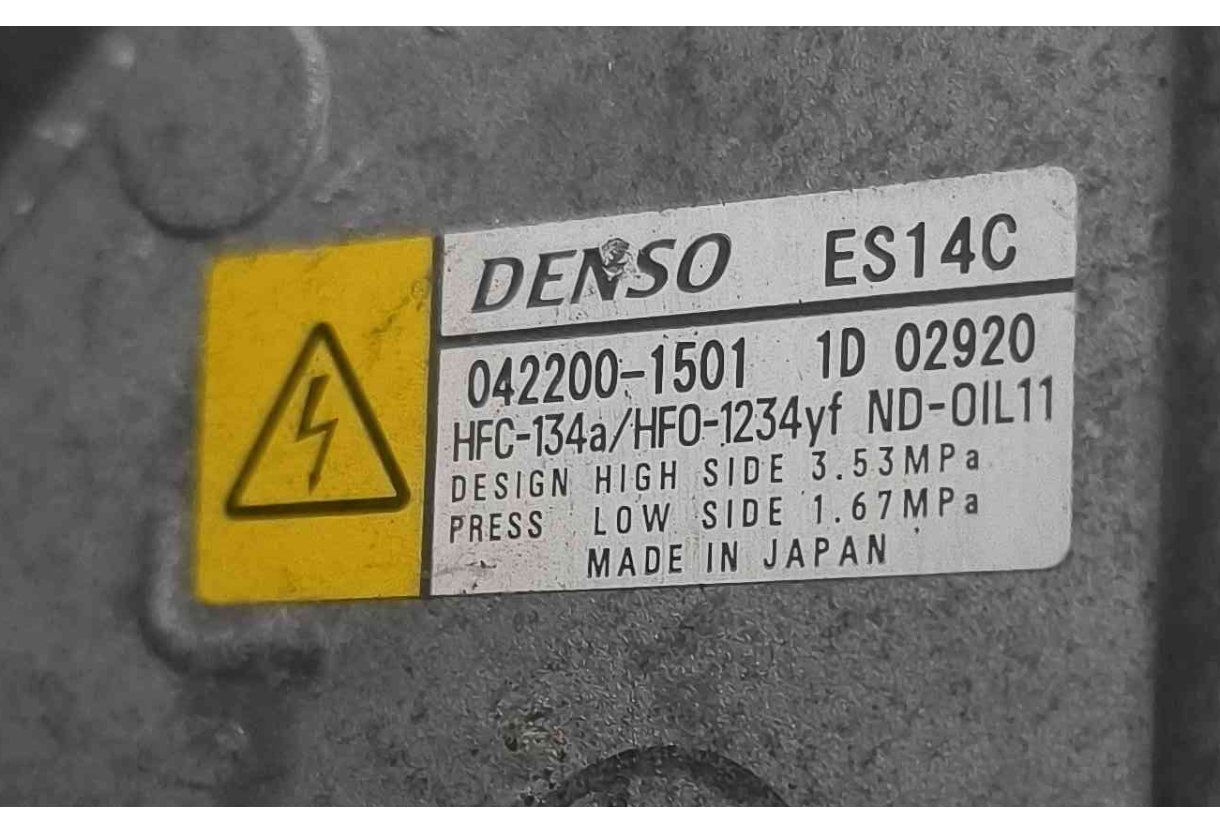 DENSO ES14C
042200-1501 1D 02920
HFC-134a/HFO-1234yf ND-OIL11
DESIGN HIGH SIDE 3.53MPa
PRESS LOW SIDE 1.67MPa
MADE IN JAPAN